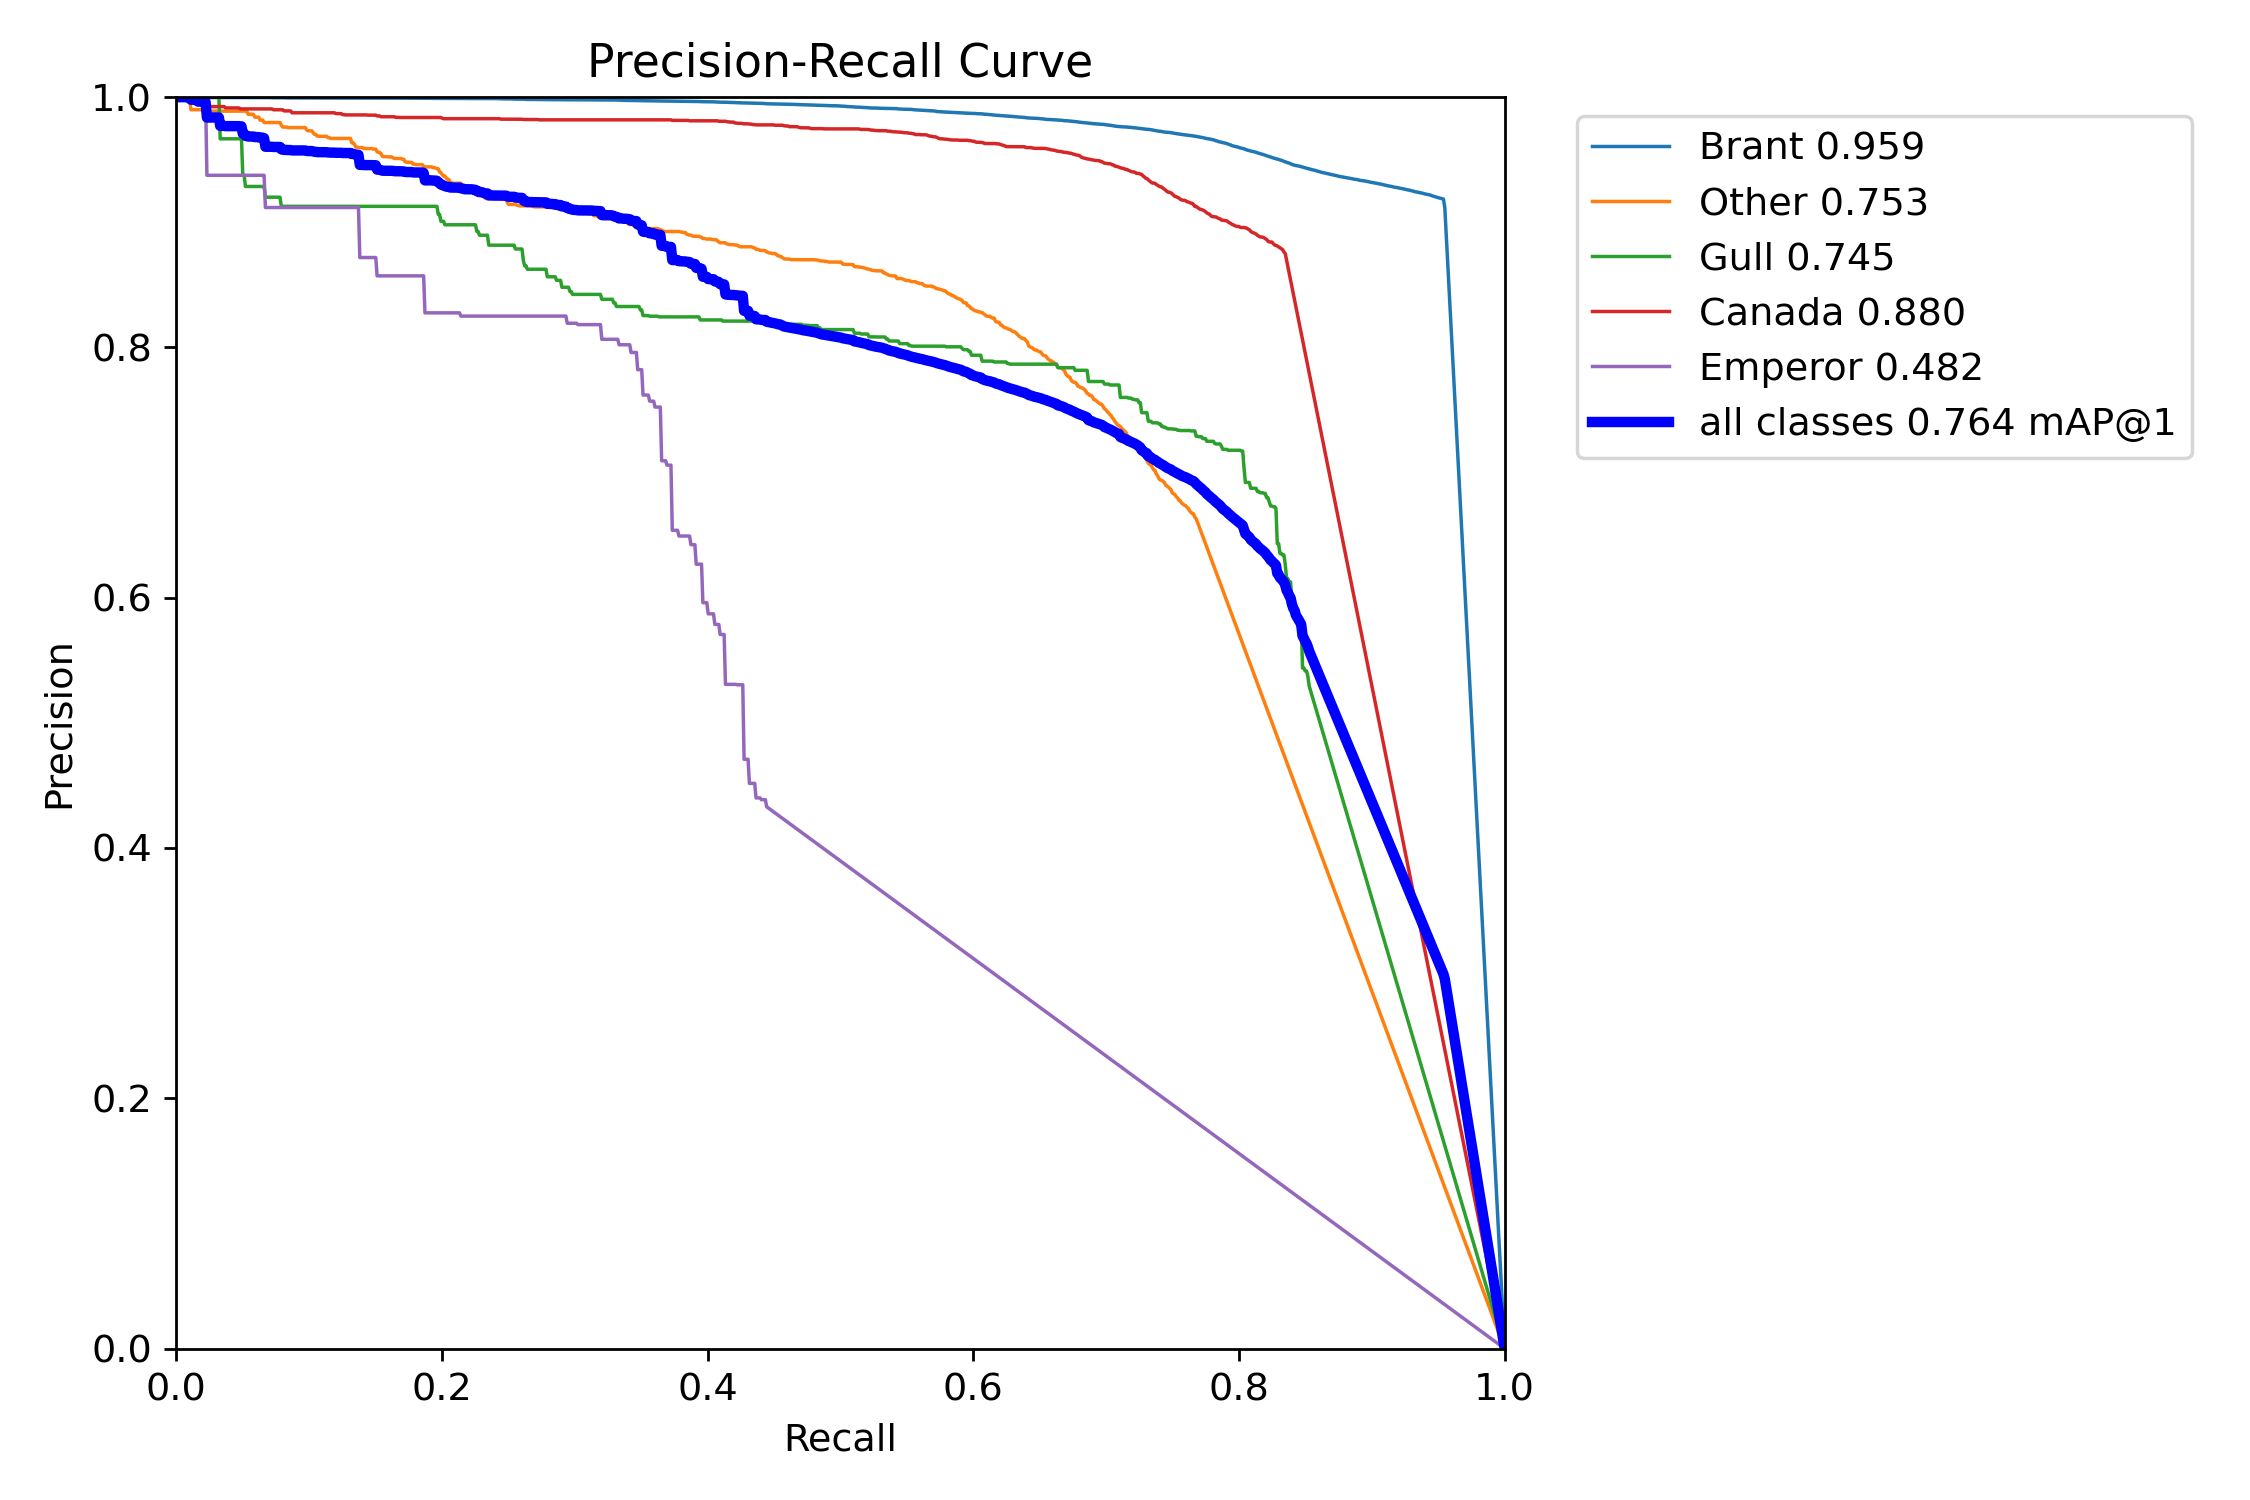 Precision-Recall Curve
1.0
0.8
0.6
0.4
0.2
0.0
Precision
0.0 0.2 0.4 0.6 0.8 1.0
Recall
Brant 0.959
Other 0.753
Gull 0.745
Canada 0.880
Emperor 0.482
all classes 0.764 mAP@1